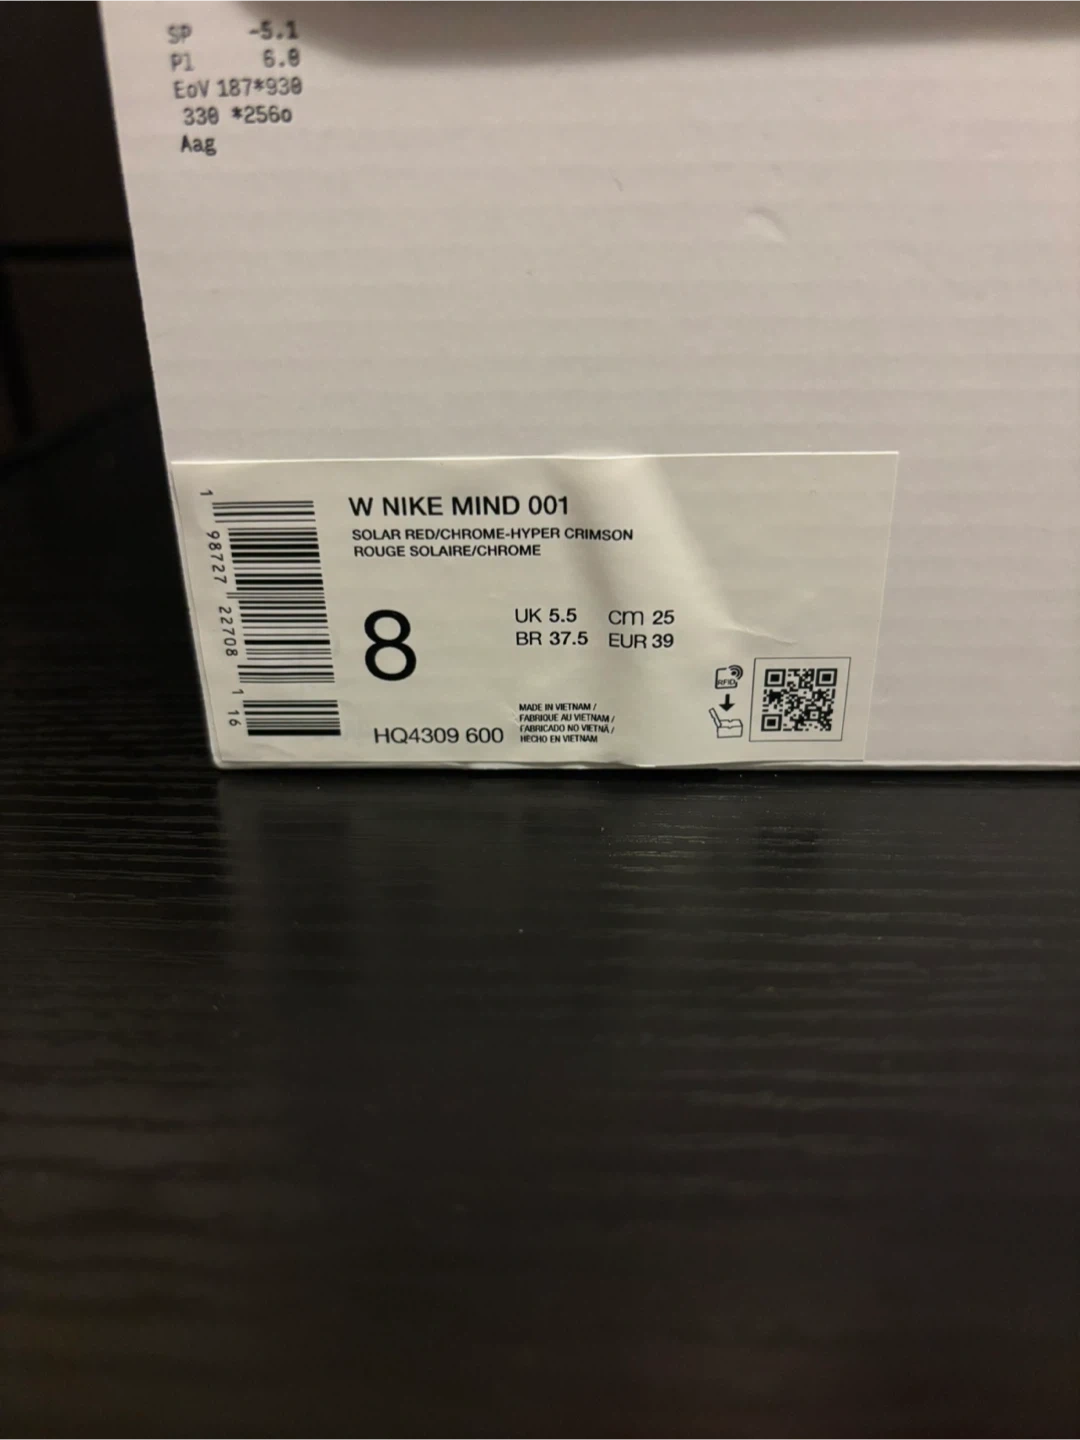 SP -5.1
P1 6.0
EoV 187*930
330 *256o
Aag
W NIKE MIND 001
SOLAR RED/CHROME-HYPER CRIMSON
ROUGE SOLAIRE/CHROME
8
UK 5.5 cm 25
BR 37.5 EUR 39
HQ4309 600
MADE IN VIETNAM /
FABRIQUE AU VIETNAM /
FABRICADO NO VIETNÃ /
HECHO EN VIETNAM
RFID
1 98727 22708 1 16